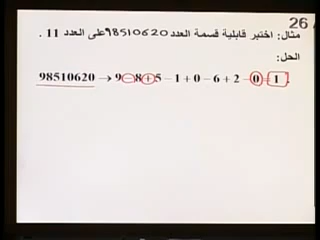 26
مثال: اختبر قابلية قسمة العدد 98510620 على العدد 11 .
الحل:
98510620 → 9 − 8 + 5 − 1 + 0 − 6 + 2 − 0 = 1